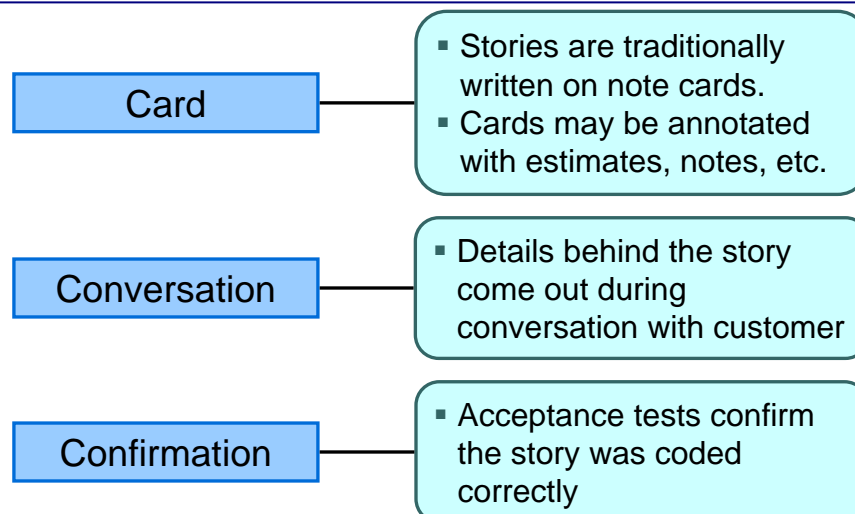 Card
▪ Stories are traditionally
written on note cards.
▪ Cards may be annotated
with estimates, notes, etc.
Conversation
▪ Details behind the story
come out during
conversation with customer
Confirmation
▪ Acceptance tests confirm
the story was coded
correctly